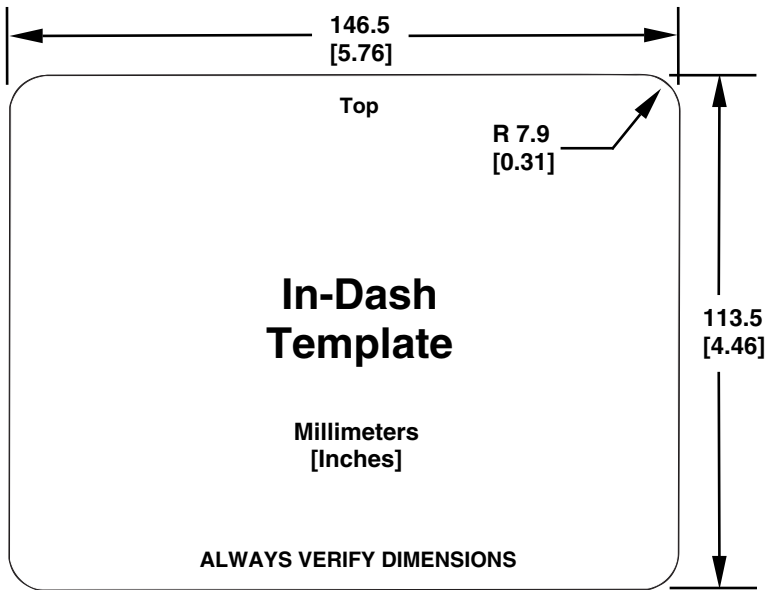 146.5
[5.76]
Top
R 7.9
[0.31]
In-Dash
Template
113.5
[4.46]
Millimeters
[Inches]
ALWAYS VERIFY DIMENSIONS